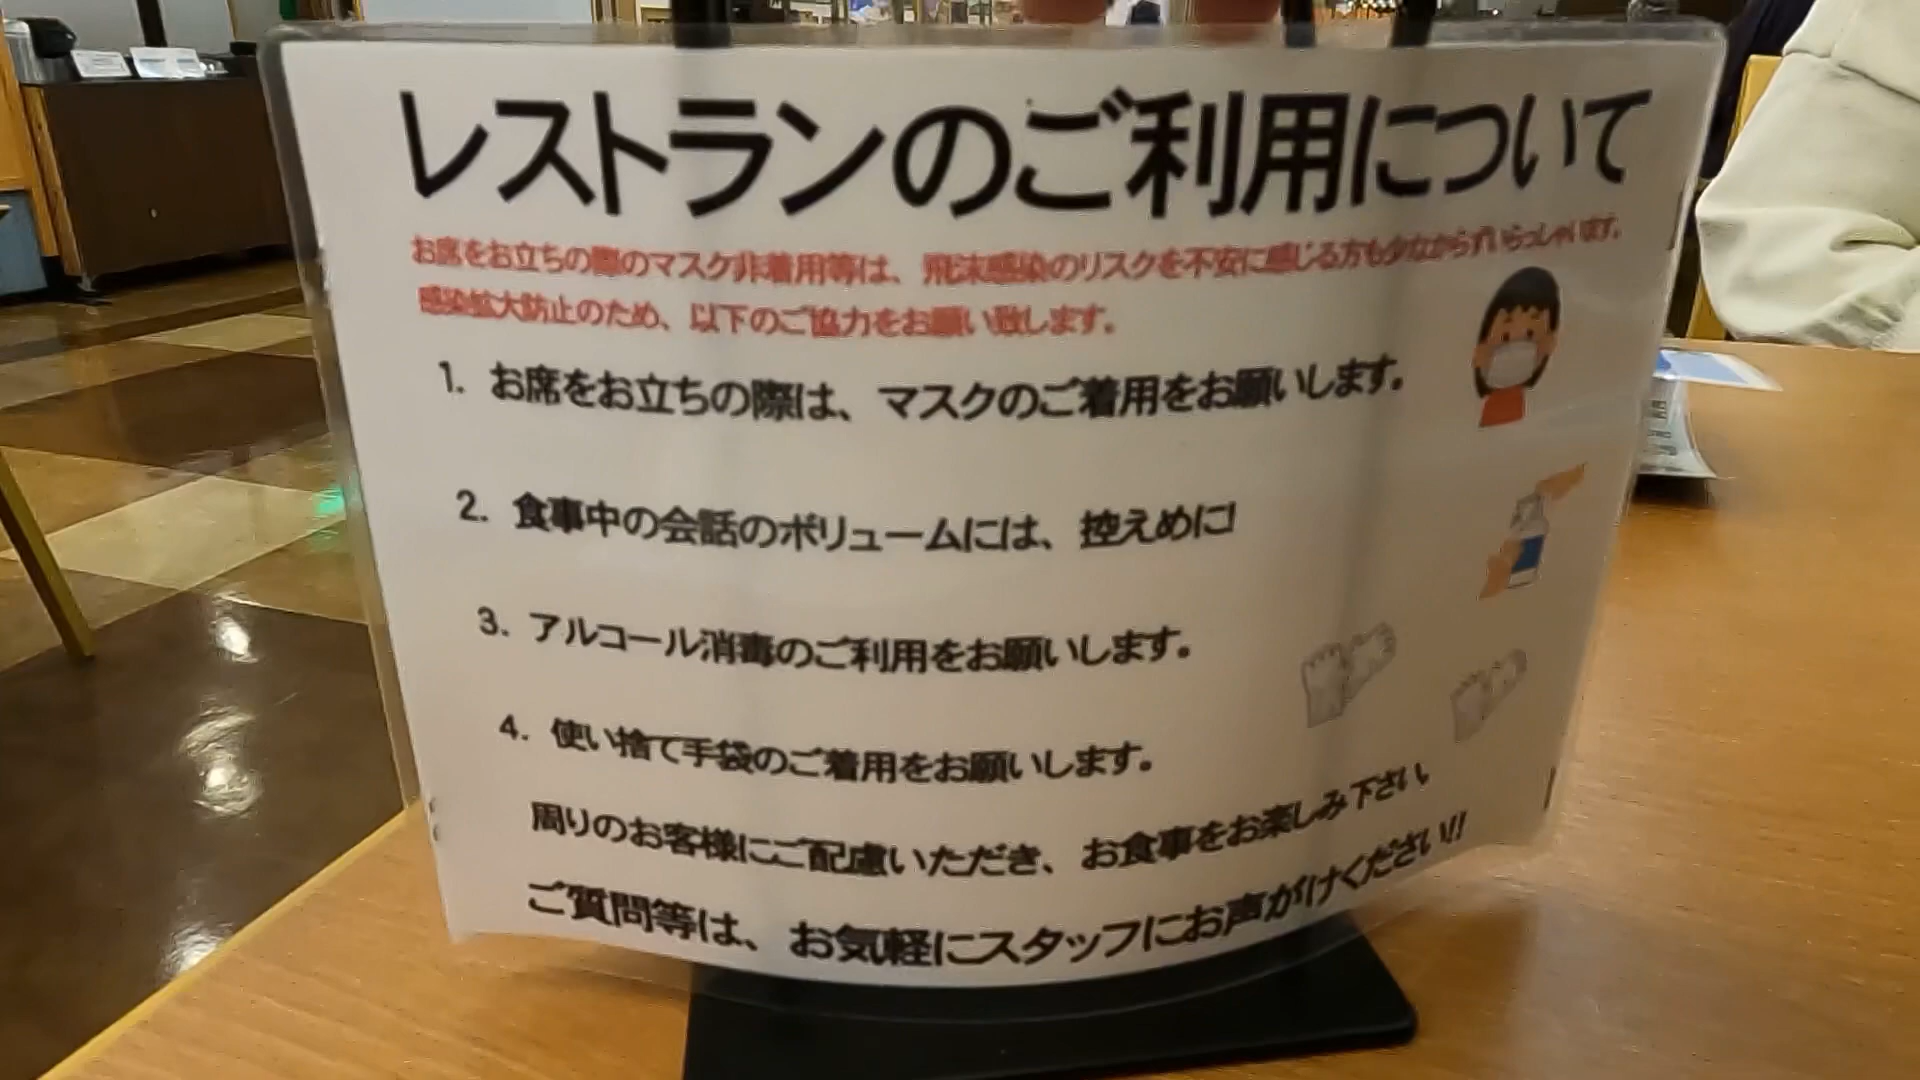 レストランのご利用について
お席をお立ちの際のマスク非着用等は、飛沫感染のリスクを不安に感じる方も少なからずいらっしゃいます。
感染拡大防止のため、以下のご協力をお願い致します。
1. お席をお立ちの際は、マスクのご着用をお願いします。
2. 食事中の会話のボリュームには、控えめに!
3. アルコール消毒のご利用をお願いします。
4. 使い捨て手袋のご着用をお願いします。
周りのお客様にご配慮いただき、お食事をお楽しみ下さい。
ご質問等は、お気軽にスタッフにお声がけください!!